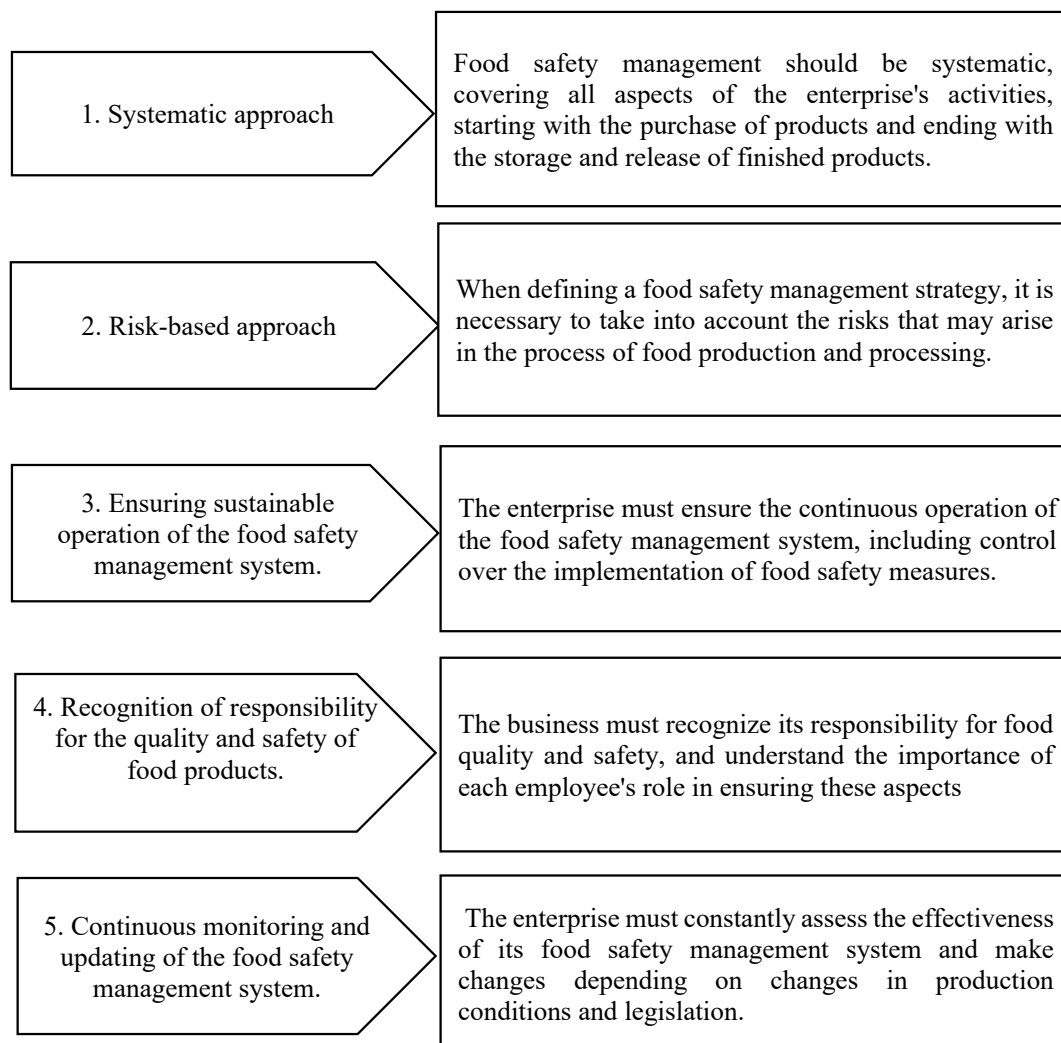 1. Systematic approach
Food safety management should be systematic,
covering all aspects of the enterprise's activities,
starting with the purchase of products and ending with
the storage and release of finished products.
2. Risk-based approach
When defining a food safety management strategy, it is
necessary to take into account the risks that may arise
in the process of food production and processing.
3. Ensuring sustainable
operation of the food safety
management system.
The enterprise must ensure the continuous operation of
the food safety management system, including control
over the implementation of food safety measures.
4. Recognition of responsibility
for the quality and safety of
food products.
The business must recognize its responsibility for food
quality and safety, and understand the importance of
each employee's role in ensuring these aspects
5. Continuous monitoring and
updating of the food safety
management system.
The enterprise must constantly assess the effectiveness
of its food safety management system and make
changes depending on changes in production
conditions and legislation.